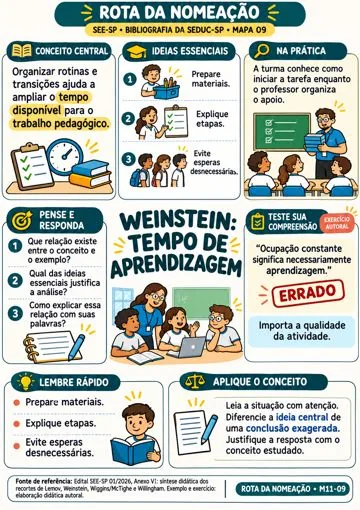 ROTA DA NOMEAÇÃO
SEE-SP • BIBLIOGRAFIA DA SEDUC-SP • MAPA 09
CONCEITO CENTRAL
Organizar rotinas e
transições ajuda a
ampliar o tempo
disponível para o
trabalho pedagógico.
IDEIAS ESSENCIAIS
1
Prepare
materiais.
2
Explique
etapas.
3
Evite
esperas
desnecessárias.
NA PRÁTICA
A turma conhece como
iniciar a tarefa enquanto
o professor organiza
o apoio.
PENSE E
RESPONDA
1 Que relação existe
entre o conceito e
o exemplo?
2 Qual das ideias
essenciais justifica
a análise?
3 Como explicar essa
relação com suas
palavras?
WEINSTEIN:
TEMPO DE
APRENDIZAGEM
TESTE SUA
COMPREENSÃO
EXERCÍCIO
AUTORAL
“Ocupação constante
significa necessariamente
aprendizagem.”
ERRADO
Importa a qualidade
da atividade.
LEMBRE RÁPIDO
• Prepare materiais.
• Explique etapas.
• Evite esperas
desnecessárias.
APLIQUE O CONCEITO
Leia a situação com atenção.
Diferencie a ideia central de
uma conclusão exagerada.
Justifique a resposta com o
conceito estudado.
Fonte de referência: Edital SEE-SP 01/2026, Anexo VI: síntese didática dos
recortes de Lemov, Weinstein, Wiggins/McTighe e Willingham. Exemplo e exercício:
elaboração didática autoral.
ROTA DA NOMEAÇÃO • M11-09